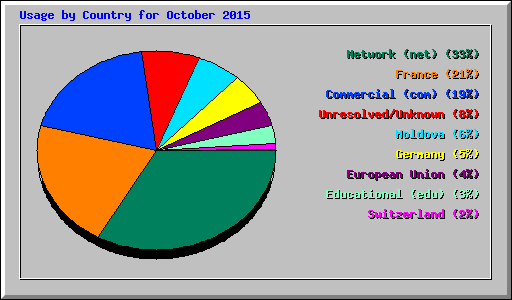 Usage by Country for October 2015
Network (net) (33%)
France (21%)
Commercial (com) (19%)
Unresolved/Unknown (8%)
Moldova (6%)
Germany (5%)
European Union (4%)
Educational (edu) (3%)
Switzerland (2%)